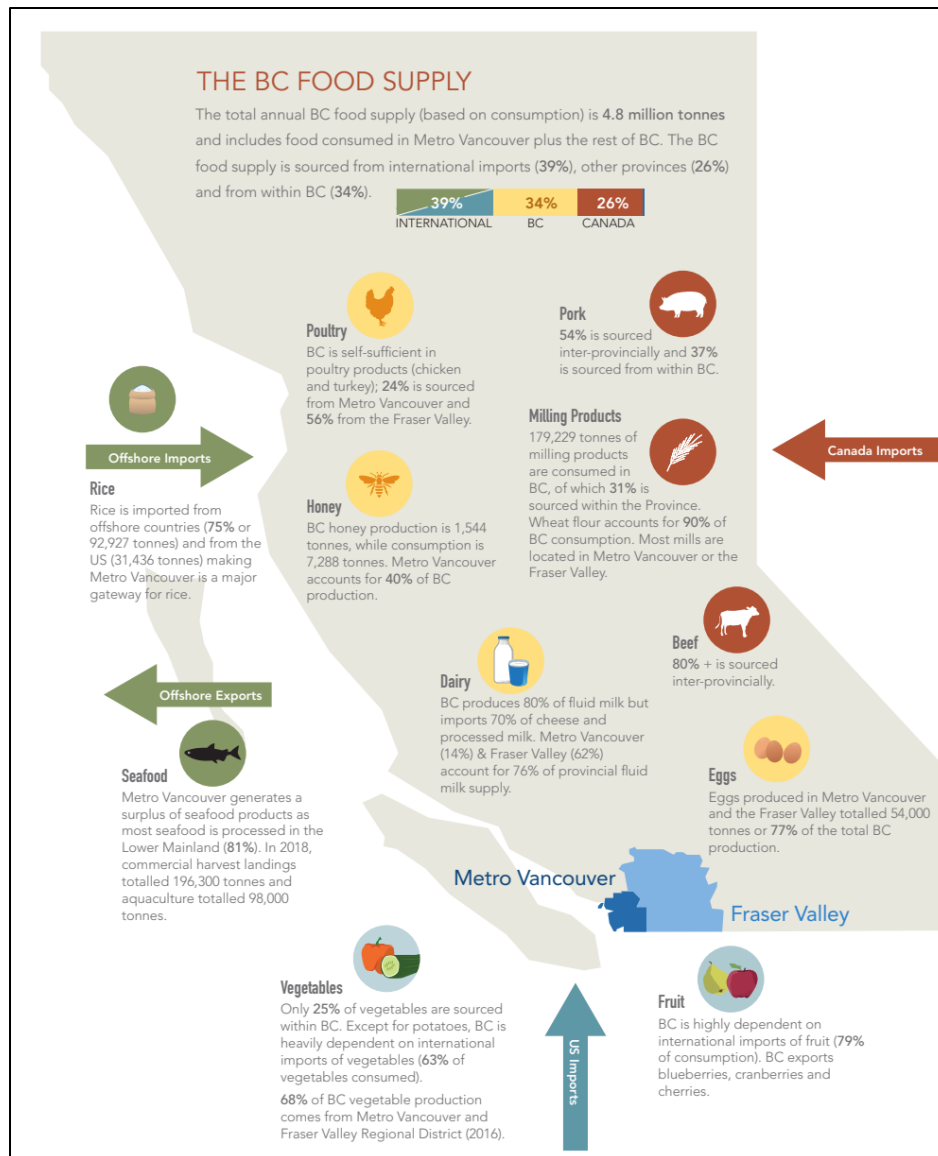 THE BC FOOD SUPPLY
The total annual BC food supply (based on consumption) is 4.8 million tonnes
and includes food consumed in Metro Vancouver plus the rest of BC. The BC
food supply is sourced from international imports (39%), other provinces (26%)
and from within BC (34%).
39%
34%
26%
INTERNATIONAL
BC
CANADA
Poultry
BC is self-sufficient in
poultry products (chicken
and turkey); 24% is sourced
from Metro Vancouver and
56% from the Fraser Valley.
Pork
54% is sourced
inter-provincially and 37%
is sourced from within BC.
Offshore Imports
Rice
Rice is imported from
offshore countries (75% or
92,927 tonnes) and from the
US (31,436 tonnes) making
Metro Vancouver is a major
gateway for rice.
Honey
BC honey production is 1,544
tonnes, while consumption is
7,288 tonnes. Metro Vancouver
accounts for 40% of BC
production.
Milling Products
179,229 tonnes of
milling products
are consumed in
BC, of which 31% is
sourced within the Province.
Wheat flour accounts for 90% of
BC consumption. Most mills are
located in Metro Vancouver or the
Fraser Valley.
Canada Imports
Beef
80% + is sourced
inter-provincially.
Offshore Exports
Seafood
Metro Vancouver generates a
surplus of seafood products as
most seafood is processed in the
Lower Mainland (81%). In 2018,
commercial harvest landings
totalled 196,300 tonnes and
aquaculture totalled 98,000
tonnes.
Dairy
BC produces 80% of fluid milk but
imports 70% of cheese and
processed milk. Metro Vancouver
(14%) & Fraser Valley (62%)
account for 76% of provincial fluid
milk supply.
Eggs
Eggs produced in Metro Vancouver
and the Fraser Valley totalled 54,000
tonnes or 77% of the total BC
production.
Metro Vancouver
Fraser Valley
Vegetables
Only 25% of vegetables are sourced
within BC. Except for potatoes, BC is
heavily dependent on international
imports of vegetables (63% of
vegetables consumed).
68% of BC vegetable production
comes from Metro Vancouver and
Fraser Valley Regional District (2016).
US Imports
Fruit
BC is highly dependent on
international imports of fruit (79%
of consumption). BC exports
blueberries, cranberries and
cherries.